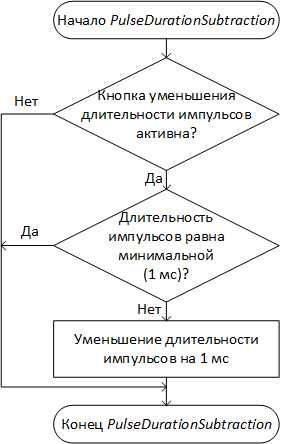 Начало PulseDurationSubtraction
Кнопка уменьшения
длительности импульсов
активна?
Нет
Да
Длительность
импульсов равна
минимальной
(1 мс)?
Да
Нет
Уменьшение длительности
импульсов на 1 мс
Конец PulseDurationSubtraction